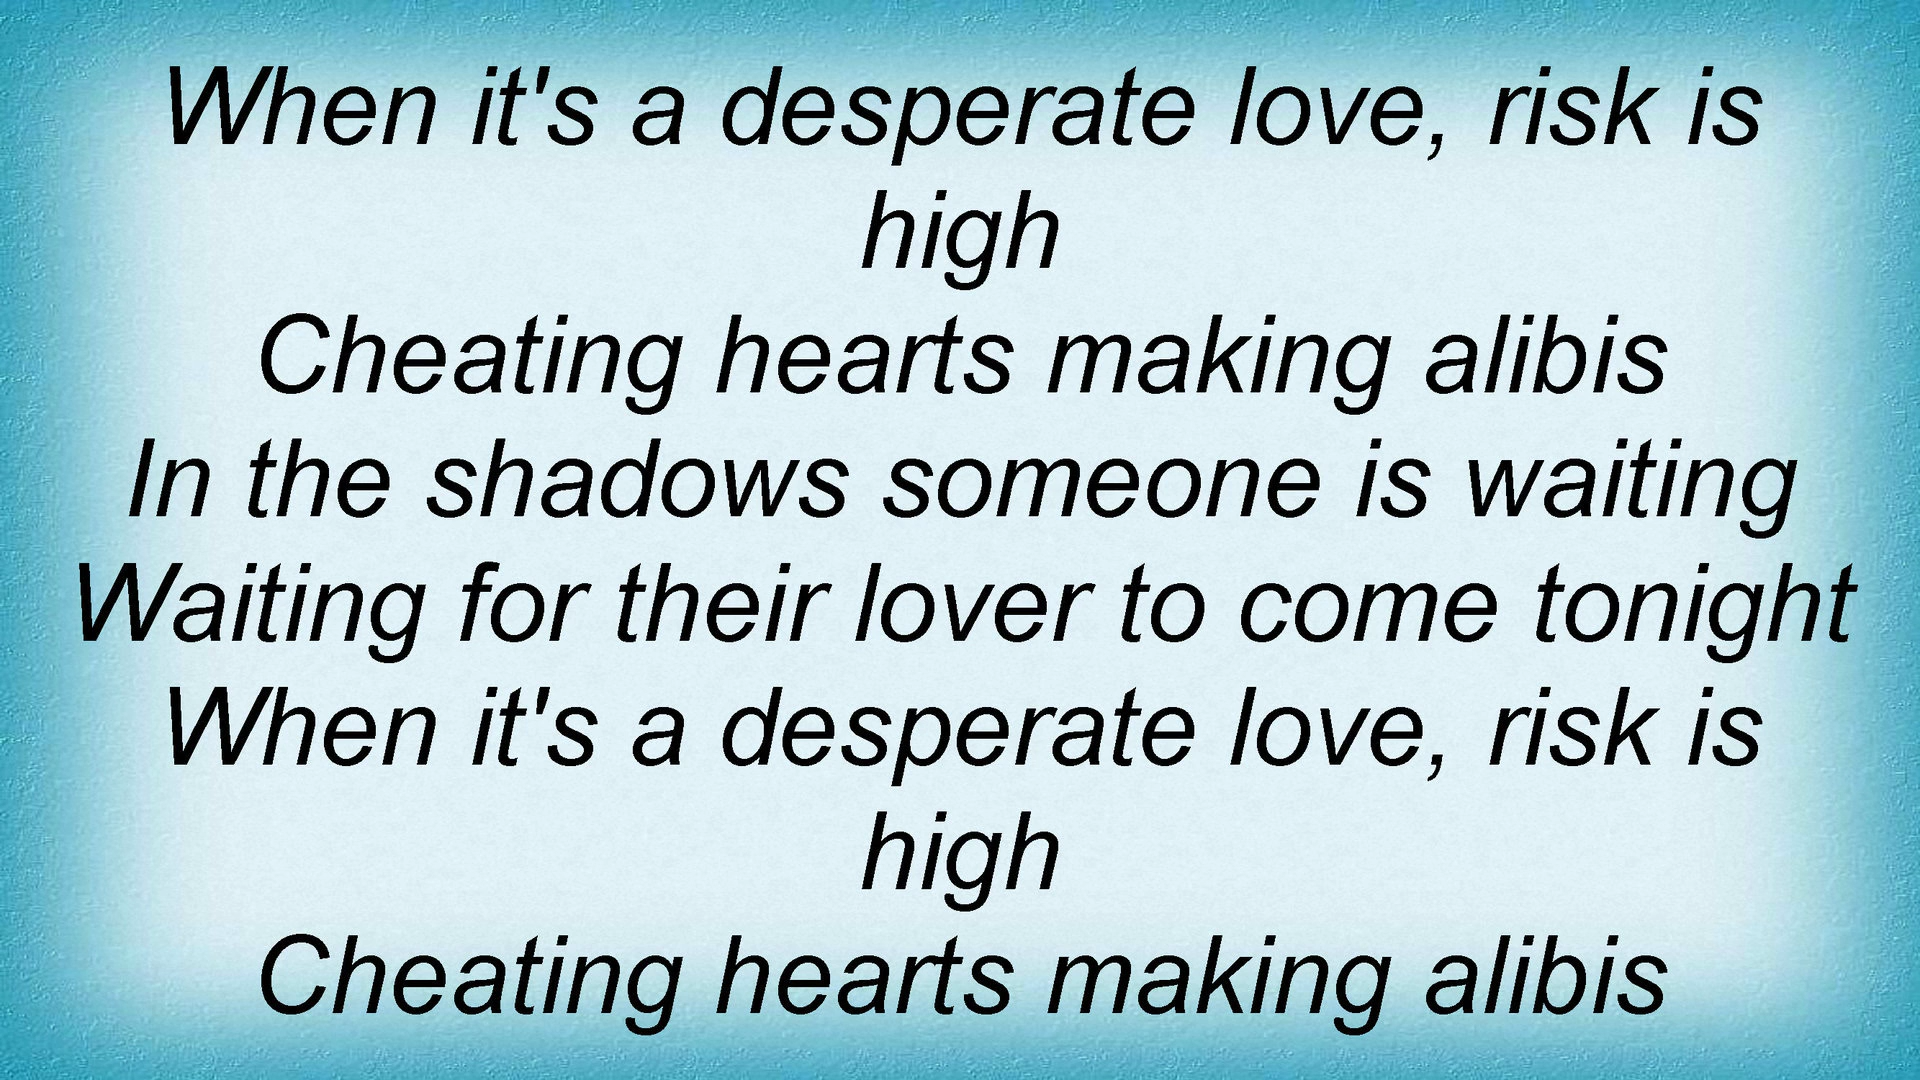 When it's a desperate love, risk is
high
Cheating hearts making alibis
In the shadows someone is waiting
Waiting for their lover to come tonight
When it's a desperate love, risk is
high
Cheating hearts making alibis